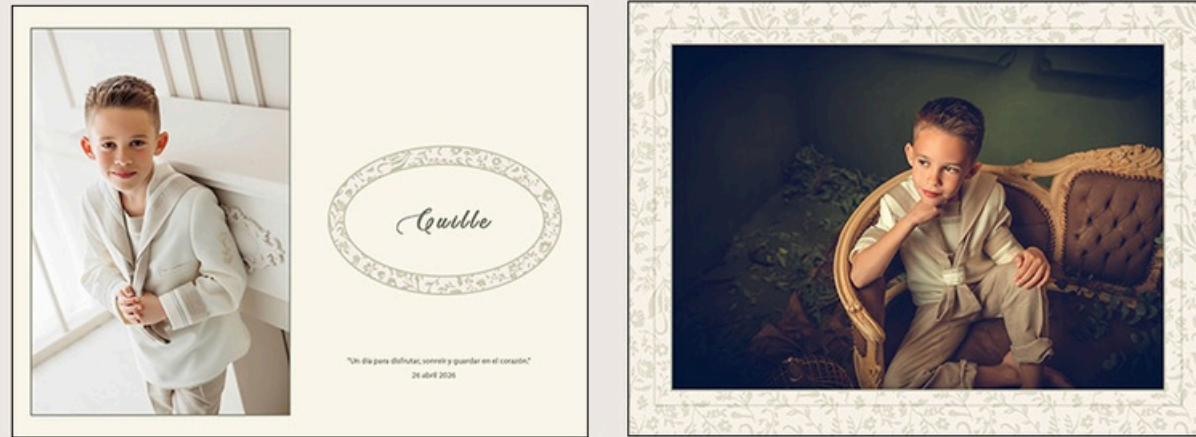 Guille
"Un día para disfrutar, sonreír y guardar en el corazón."
26 abril 2026